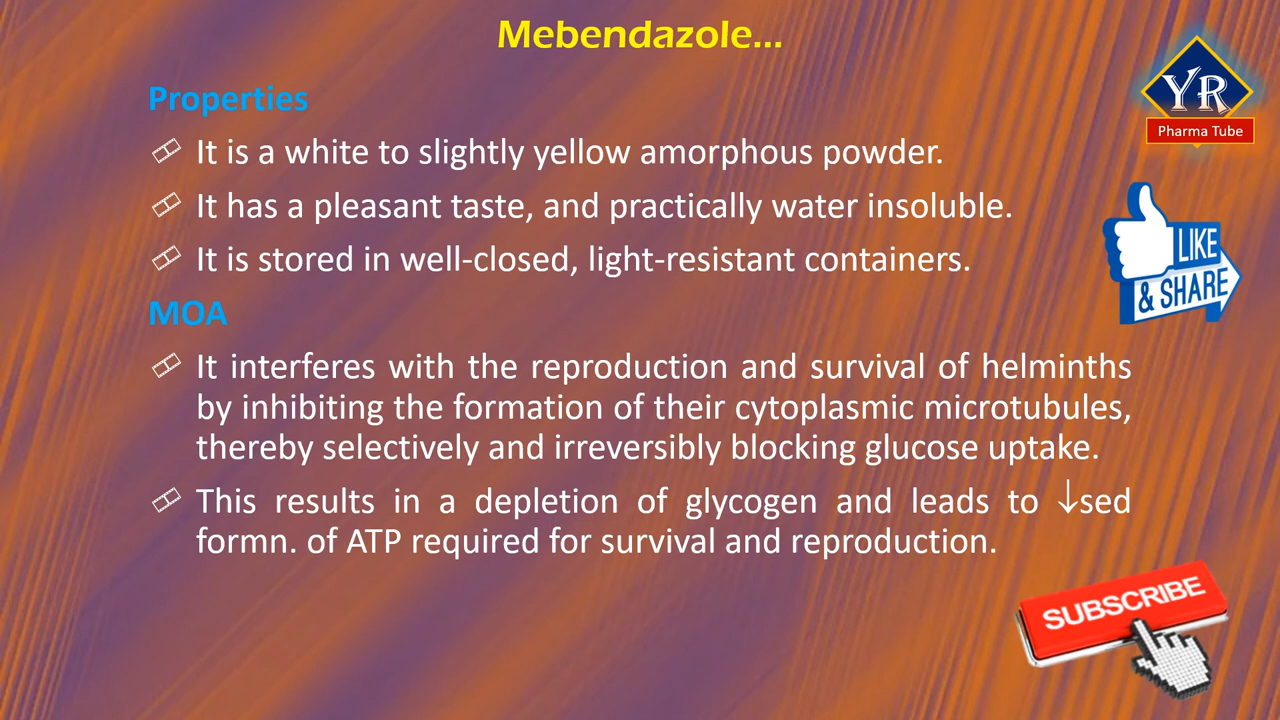 Mebendazole...
YR
Pharma Tube
Properties
It is a white to slightly yellow amorphous powder.
It has a pleasant taste, and practically water insoluble.
It is stored in well-closed, light-resistant containers.
LIKE
& SHARE
MOA
It interferes with the reproduction and survival of helminths
by inhibiting the formation of their cytoplasmic microtubules,
thereby selectively and irreversibly blocking glucose uptake.
This results in a depletion of glycogen and leads to ↓sed
formn. of ATP required for survival and reproduction.
SUBSCRIBE